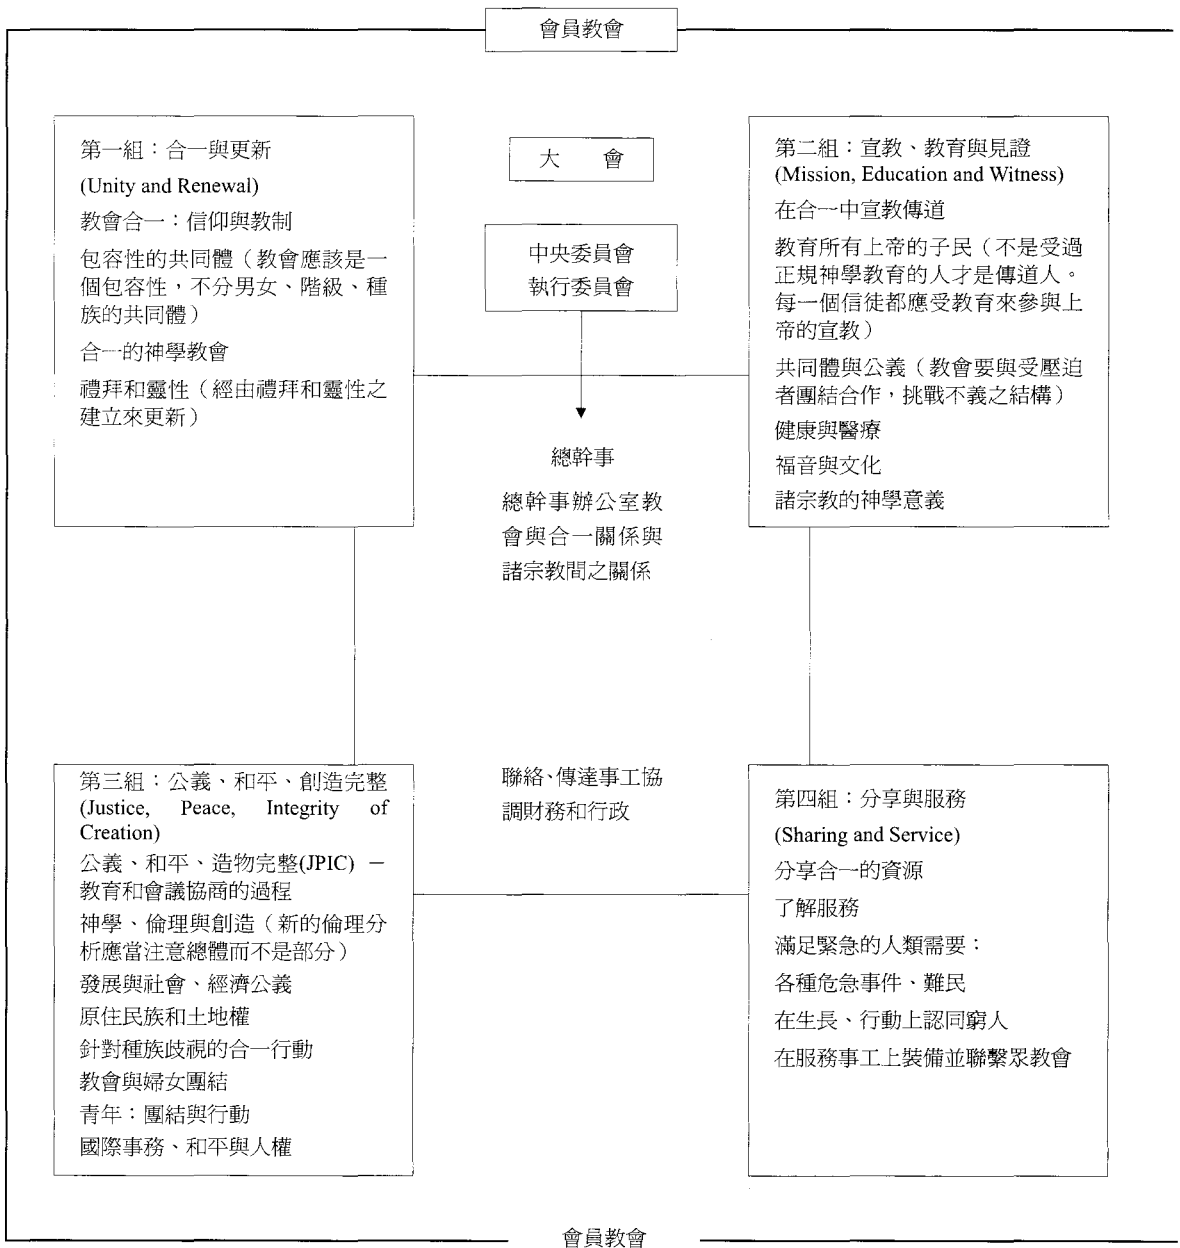 會員教會
第一組：合一與更新
(Unity and Renewal)
教會合一：信仰與教制
包容性的共同體（教會應該是一
個包容性，不分男女、階級、種
族的共同體）
合一的神學教會
禮拜和靈性（經由禮拜和靈性之
建立來更新）
大　會
中央委員會
執行委員會
總幹事
總幹事辦公室教
會與合一關係與
諸宗教間之關係
第二組：宣教、教育與見證
(Mission, Education and Witness)
在合一中宣教傳道
教育所有上帝的子民（不是受過
正規神學教育的人才是傳道人。
每一個信徒都應受教育來參與上
帝的宣教）
共同體與公義（教會要與受壓迫
者團結合作，挑戰不義之結構）
健康與醫療
福音與文化
諸宗教的神學意義
第三組：公義、和平、創造完整
(Justice, Peace, Integrity of
Creation)
公義、和平、造物完整(JPIC) －
教育和會議協商的過程
神學、倫理與創造（新的倫理分
析應當注意總體而不是部分）
發展與社會、經濟公義
原住民族和土地權
針對種族歧視的合一行動
教會與婦女團結
青年：團結與行動
國際事務、和平與人權
聯絡、傳達事工協
調財務和行政
第四組：分享與服務
(Sharing and Service)
分享合一的資源
了解服務
滿足緊急的人類需要：
各種危急事件、難民
在生長、行動上認同窮人
在服務事工上裝備並聯繫眾教會
會員教會